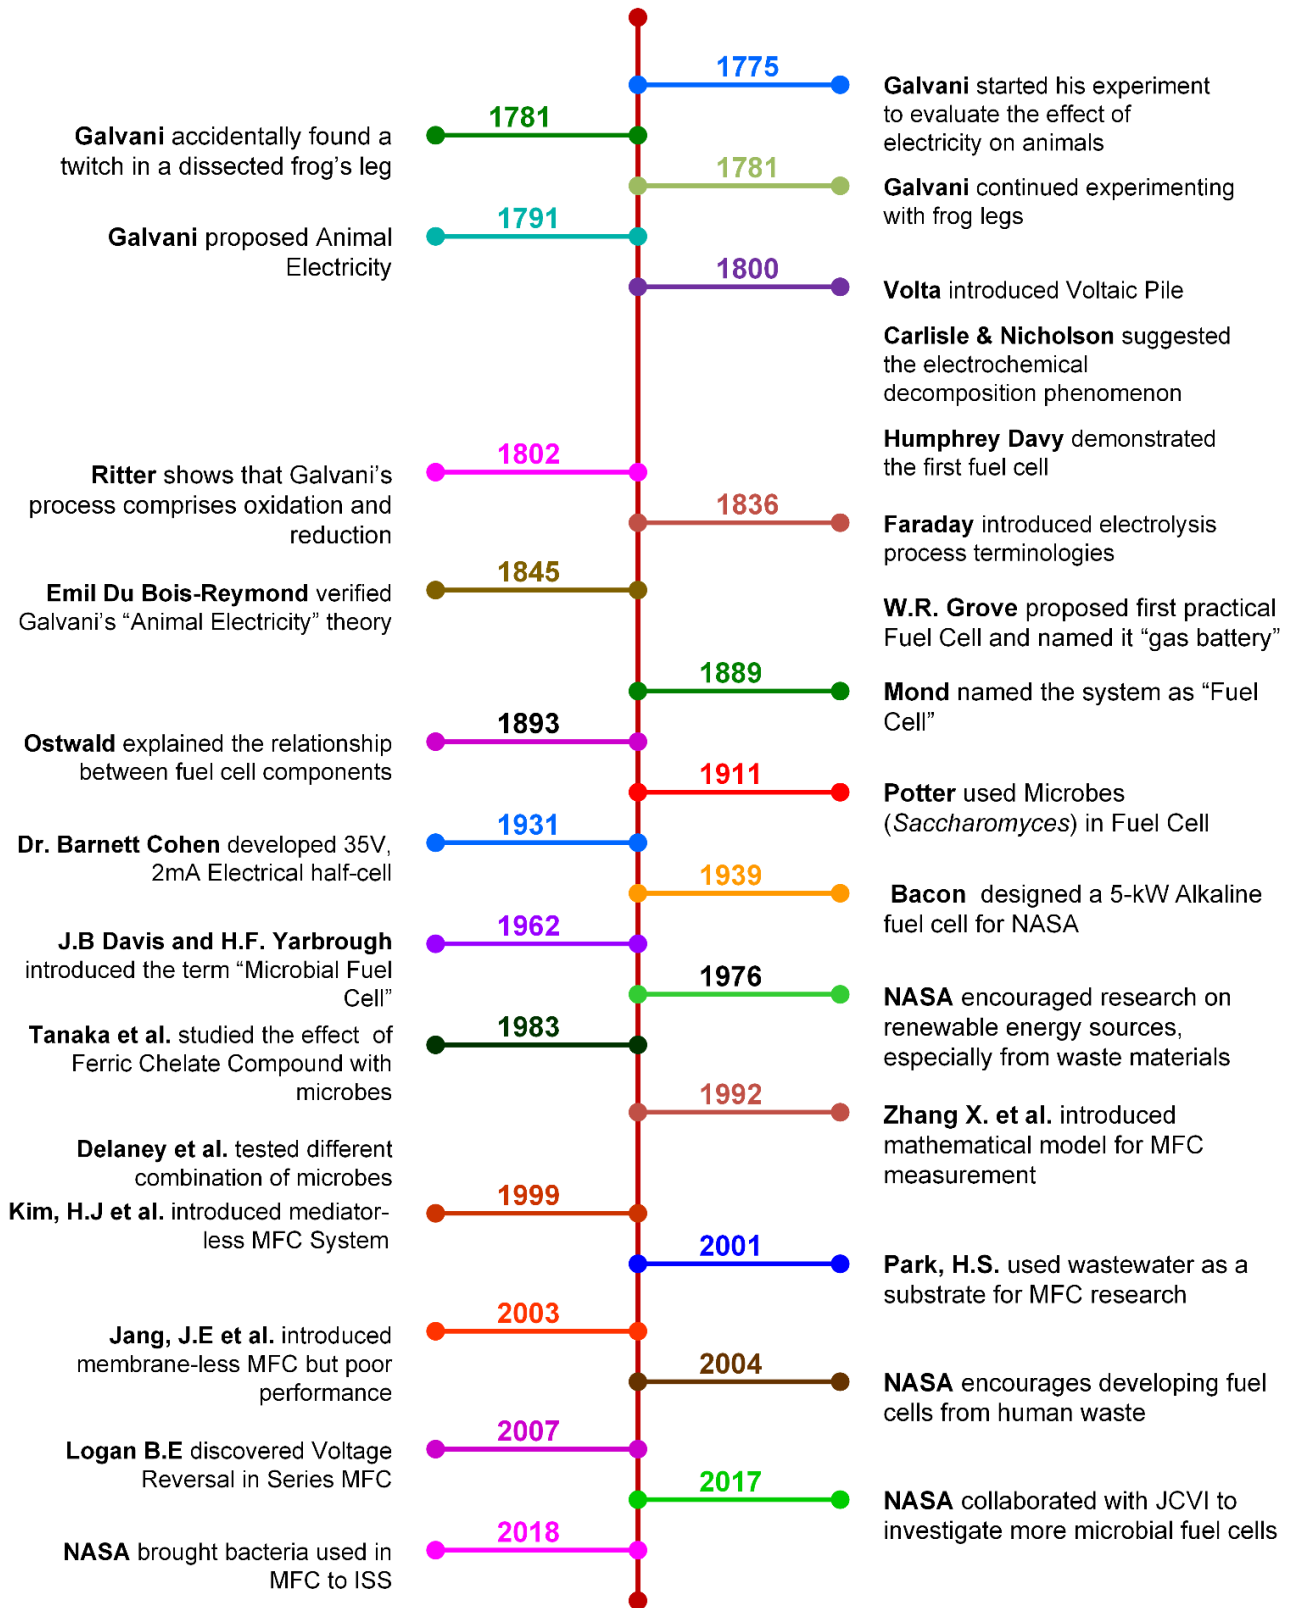 1775
Galvani started his experiment
to evaluate the effect of
electricity on animals
1781
Galvani accidentally found a
twitch in a dissected frog’s leg
1781
Galvani continued experimenting
with frog legs
1791
Galvani proposed Animal
Electricity
1800
Volta introduced Voltaic Pile
Carlisle & Nicholson suggested
the electrochemical
decomposition phenomenon
Humphrey Davy demonstrated
the first fuel cell
1802
Ritter shows that Galvani’s
process comprises oxidation and
reduction
1836
Faraday introduced electrolysis
process terminologies
1845
Emil Du Bois-Reymond verified
Galvani’s “Animal Electricity” theory
W.R. Grove proposed first practical
Fuel Cell and named it “gas battery”
1889
Mond named the system as “Fuel
Cell”
1893
Ostwald explained the relationship
between fuel cell components
1911
Potter used Microbes
(Saccharomyces) in Fuel Cell
1931
Dr. Barnett Cohen developed 35V,
2mA Electrical half-cell
1939
Bacon designed a 5-kW Alkaline
fuel cell for NASA
1962
J.B Davis and H.F. Yarbrough
introduced the term “Microbial Fuel
Cell”
1976
NASA encouraged research on
renewable energy sources,
especially from waste materials
1983
Tanaka et al. studied the effect of
Ferric Chelate Compound with
microbes
1992
Zhang X. et al. introduced
mathematical model for MFC
measurement
Delaney et al. tested different
combination of microbes
1999
Kim, H.J et al. introduced mediator-
less MFC System
2001
Park, H.S. used wastewater as a
substrate for MFC research
2003
Jang, J.E et al. introduced
membrane-less MFC but poor
performance
2004
NASA encourages developing fuel
cells from human waste
2007
Logan B.E discovered Voltage
Reversal in Series MFC
2017
NASA collaborated with JCVI to
investigate more microbial fuel cells
2018
NASA brought bacteria used in
MFC to ISS